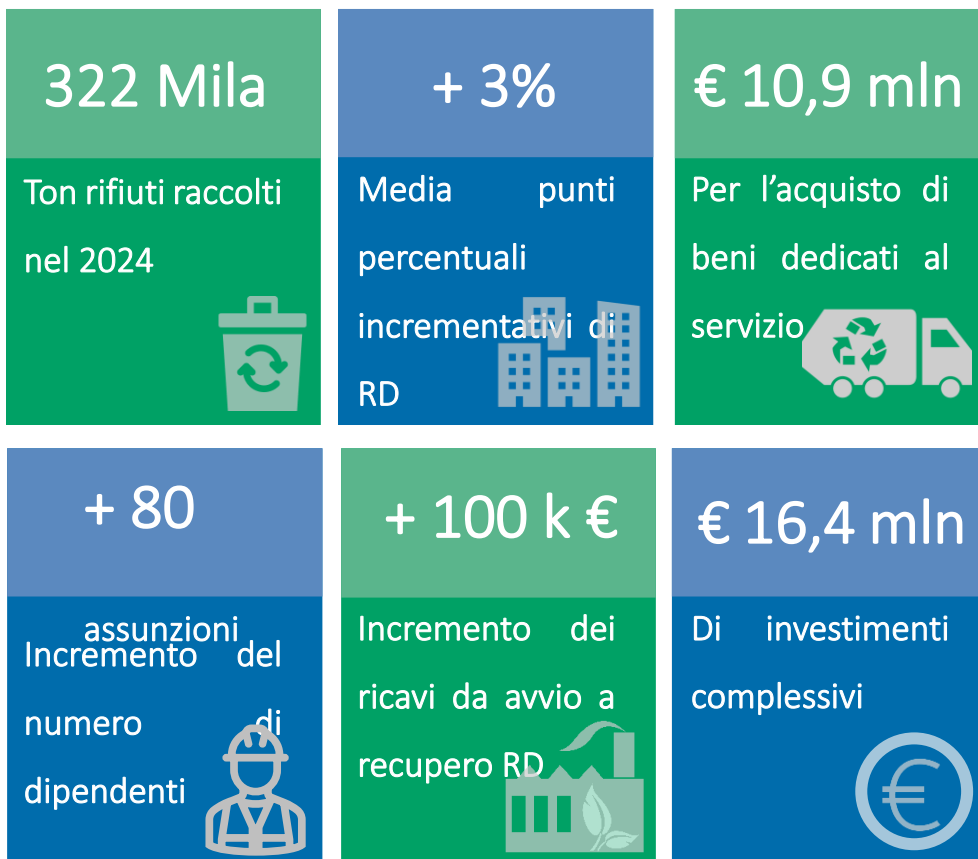 322 Mila
Ton rifiuti raccolti
nel 2024
+ 3%
Media punti
percentuali
incrementativi di
RD
€ 10,9 mln
Per l'acquisto di
beni dedicati al
servizio
+ 80
assunzioni
Incremento del
numero di
dipendenti
+ 100 k €
Incremento dei
ricavi da avvio a
recupero RD
€ 16,4 mln
Di investimenti
complessivi
€